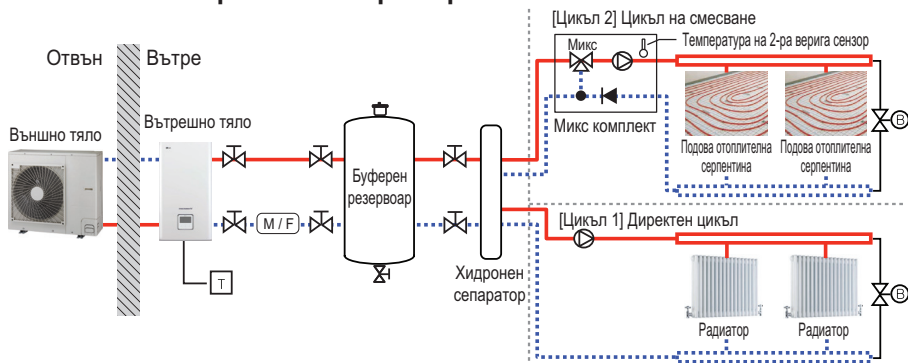 [Цикъл 2] Цикъл на смесване
Отвън
Вътре
Микс
Температура на 2-ра верига сензор
Външно тяло
Вътрешно тяло
Буферен
резервоар
Микс комплект
Подова отоплителна
серпентина
Подова отоплителна
серпентина
B
M / F
T
Хидронен
сепаратор
[Цикъл 1] Директен цикъл
Радиатор
Радиатор
B